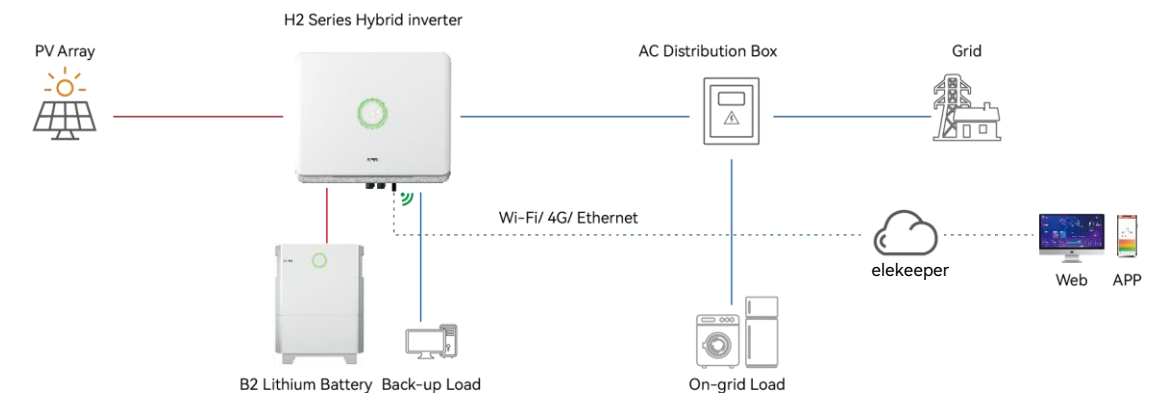 H2 Series Hybrid inverter
PV Array
AC Distribution Box
Grid
Wi-Fi/ 4G/ Ethernet
elekeeper
Web
APP
B2 Lithium Battery
Back-up Load
On-grid Load